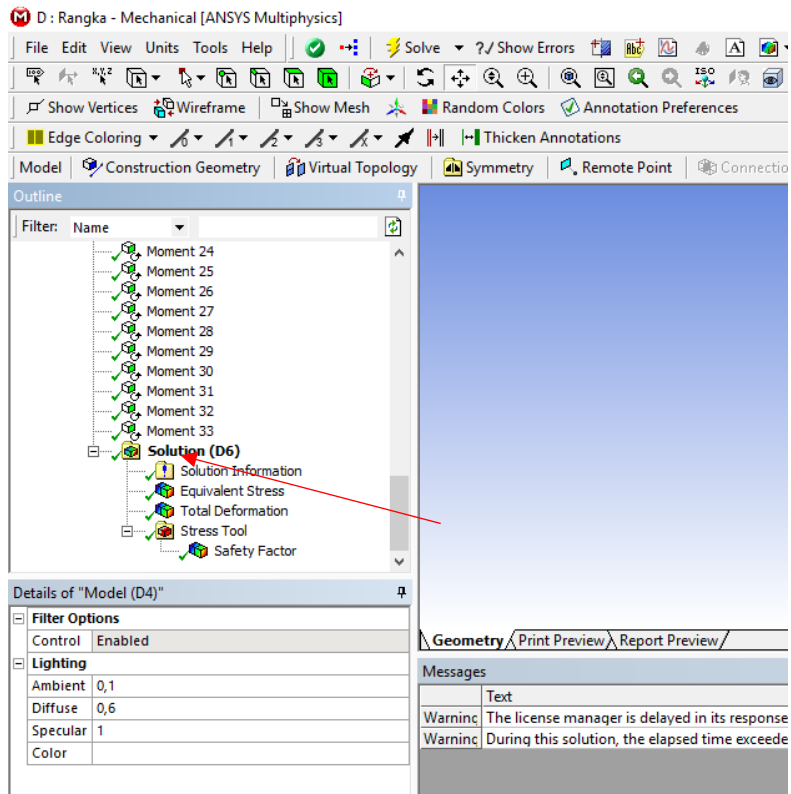 D : Rangka - Mechanical [ANSYS Multiphysics]
File Edit View Units Tools Help Solve ?/ Show Errors
Show Vertices Wireframe Show Mesh Random Colors Annotation Preferences
Edge Coloring Thicken Annotations
Model Construction Geometry Virtual Topology Symmetry Remote Point Connectio
Outline
Filter: Name
Moment 24
Moment 25
Moment 26
Moment 27
Moment 28
Moment 29
Moment 30
Moment 31
Moment 32
Moment 33
Solution (D6)
Solution Information
Equivalent Stress
Total Deformation
Stress Tool
Safety Factor
Details of "Model (D4)"
Filter Options
Control Enabled
Lighting
Ambient 0,1
Diffuse 0,6
Specular 1
Color
Geometry Print Preview Report Preview
Messages
Text
Warning The license manager is delayed in its response
Warning During this solution, the elapsed time exceede